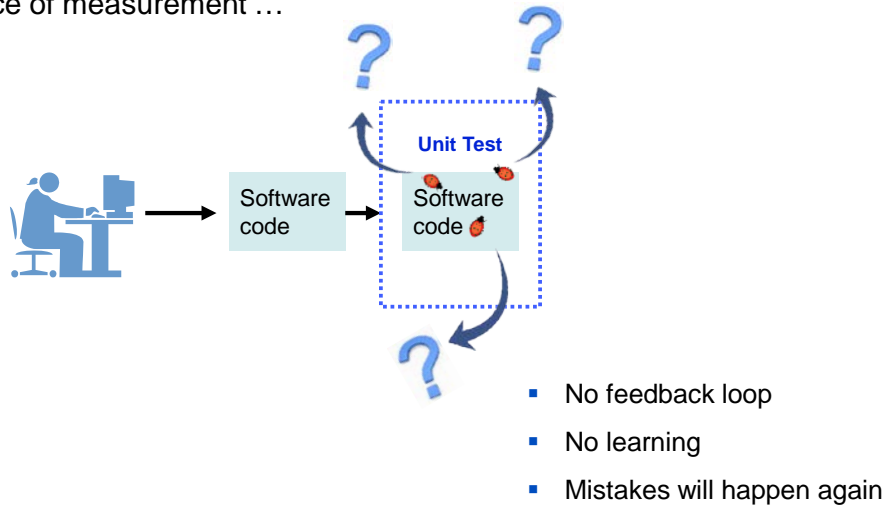 ce of measurement …
?
?
Unit Test
Software
code
Software
code
?
▪ No feedback loop
▪ No learning
▪ Mistakes will happen again